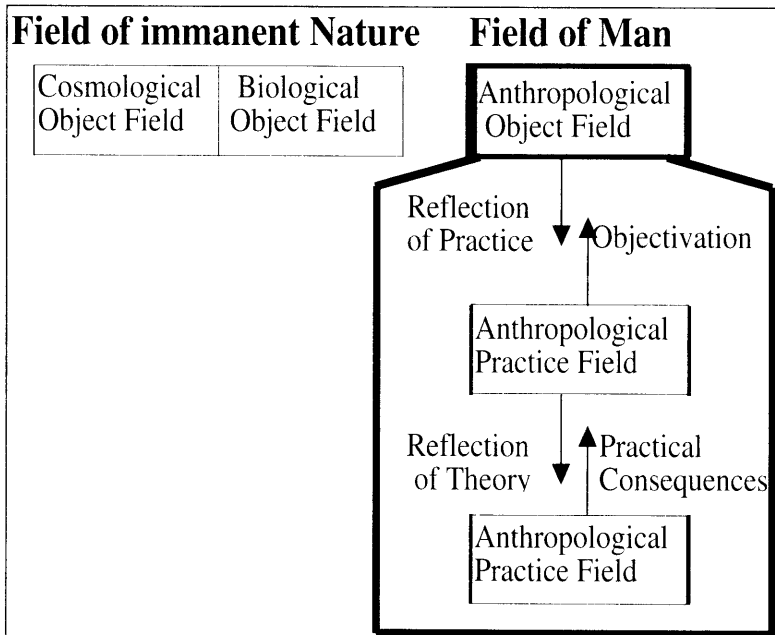 Field of immanent Nature
Field of Man
Cosmological
Object Field
Biological
Object Field
Anthropological
Object Field
Reflection
of Practice
Objectivation
Anthropological
Practice Field
Reflection
of Theory
Practical
Consequences
Anthropological
Practice Field